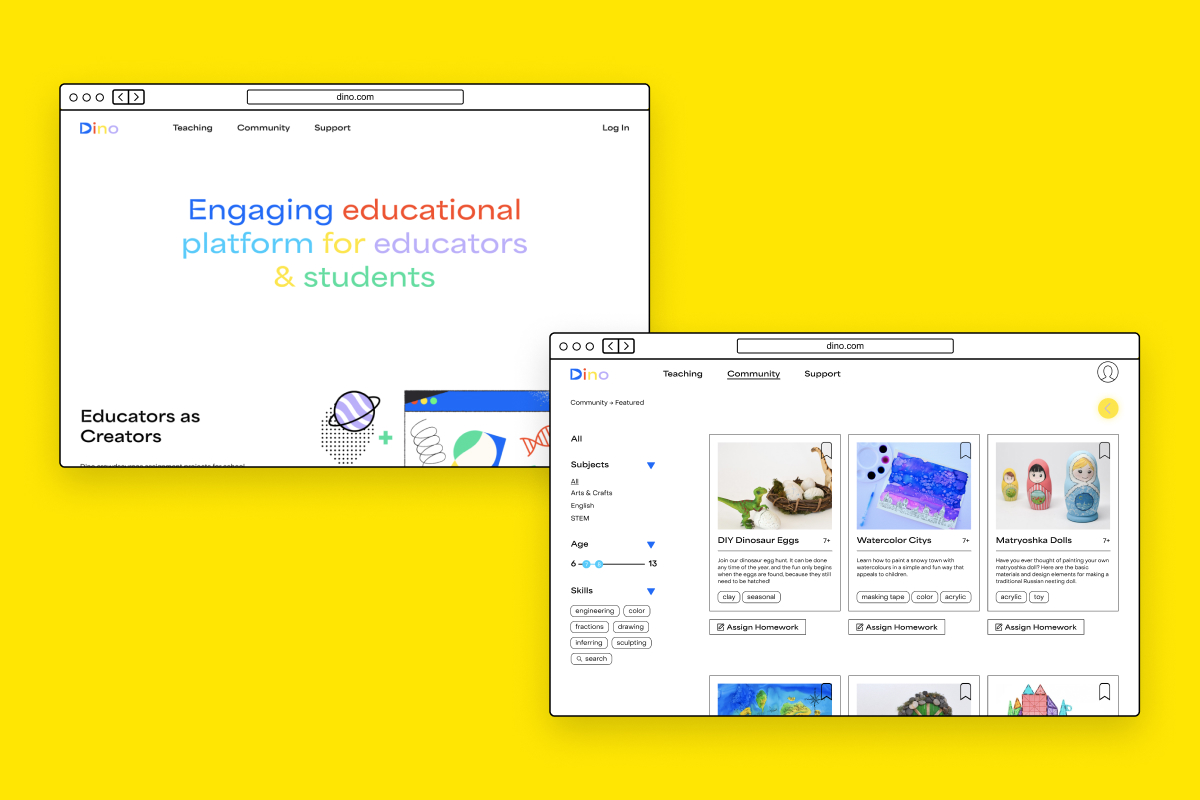 dino.com
Dino
Teaching Community Support
Log In
Engaging educational
platform for educators
& students
Educators as
Creators
dino.com
Dino
Teaching Community Support
Community → Featured
All
Subjects
All
Arts & Crafts
English
STEM
Age
6
13
Skills
engineering color
fractions drawing
inferring sculpting
search
DIY Dinosaur Eggs 7+
Join our dinosaur egg hunt. It can be done
any time of the year, and the fun only begins
when the eggs are found, because they still
need to be hatched!
clay seasonal
Assign Homework
Watercolor Citys 7+
Learn how to paint a snowy town with
watercolours in a simple and fun way that
appeals to children.
masking tape color acrylic
Assign Homework
Matryoshka Dolls 7+
Have you ever thought of painting your own
matryoshka doll? Here are the basic
materials and design elements for making a
traditional Russian nesting doll.
acrylic toy
Assign Homework